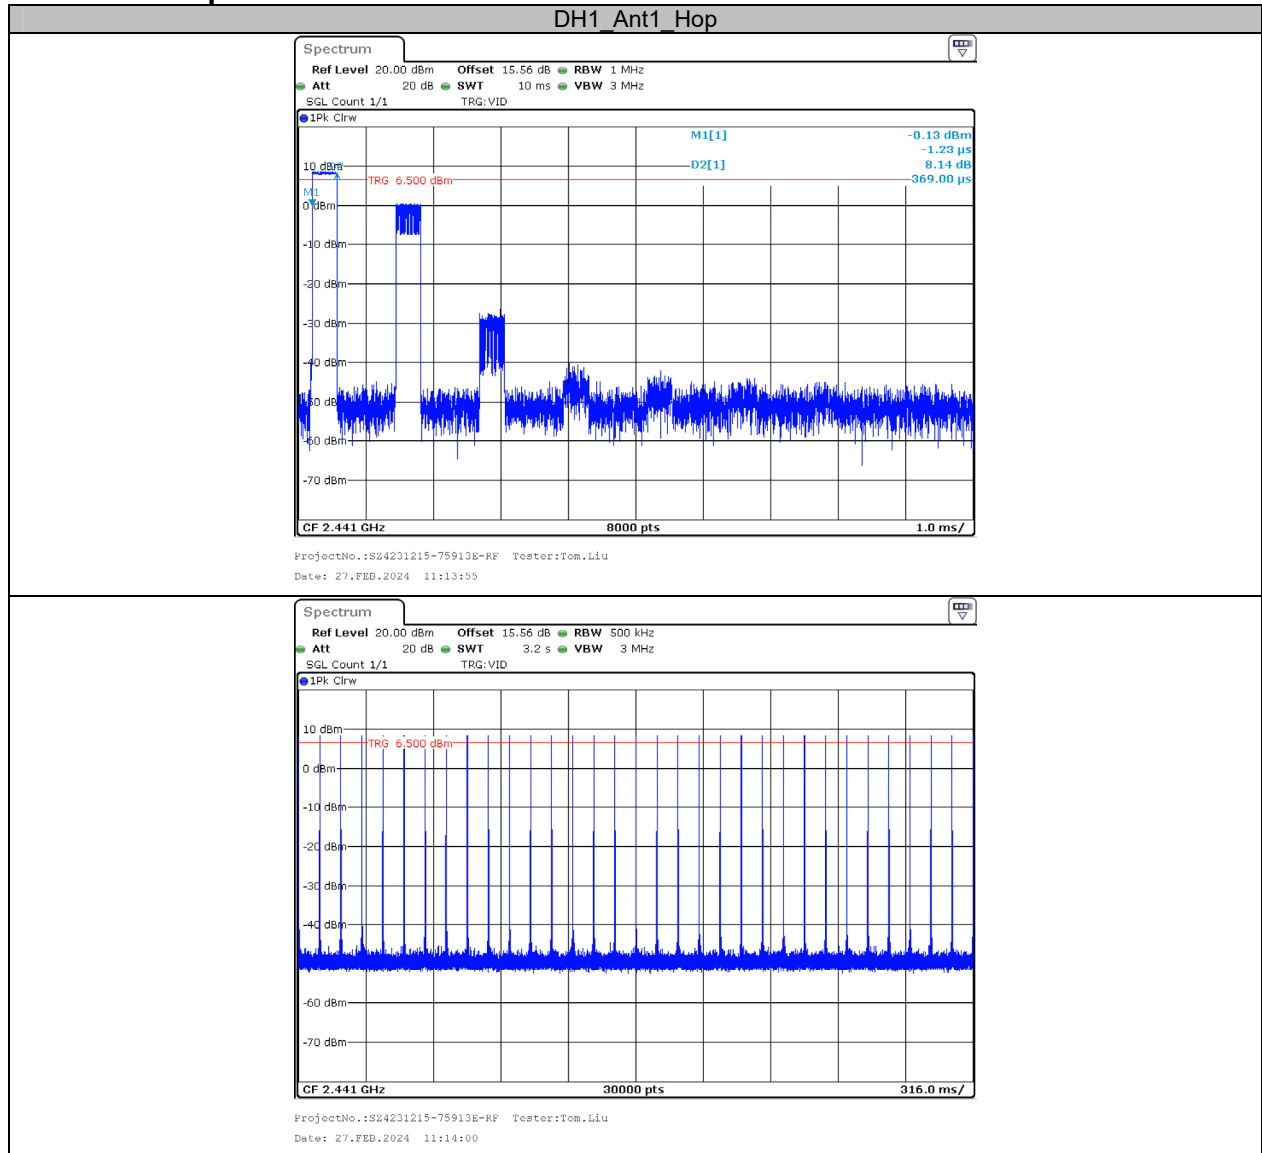 DH1_Ant1_Hop
Spectrum
Ref Level 20.00 dBm Offset 15.56 dB RBW 1 MHz
Att 20 dB SWT 10 ms VBW 3 MHz
SGL Count 1/1 TRG:VID
1Pk Clrw
M1[1] -0.13 dBm
-1.23 µs
10 dBm D2[1] 8.14 dB
TRG 6.500 dBm 369.00 µs
M1
0 dBm
-10 dBm
-20 dBm
-30 dBm
-40 dBm
-50 dBm
-60 dBm
-70 dBm
CF 2.441 GHz 8000 pts 1.0 ms/
ProjectNo.:SZ4231215-75913E-RF Tester:Tom.Liu
Date: 27.FEB.2024 11:13:55
Spectrum
Ref Level 20.00 dBm Offset 15.56 dB RBW 500 kHz
Att 20 dB SWT 3.2 s VBW 3 MHz
SGL Count 1/1 TRG:VID
1Pk Clrw
10 dBm
TRG 6.500 dBm
0 dBm
-10 dBm
-20 dBm
-30 dBm
-40 dBm
-60 dBm
-70 dBm
CF 2.441 GHz 30000 pts 316.0 ms/
ProjectNo.:SZ4231215-75913E-RF Tester:Tom.Liu
Date: 27.FEB.2024 11:14:00